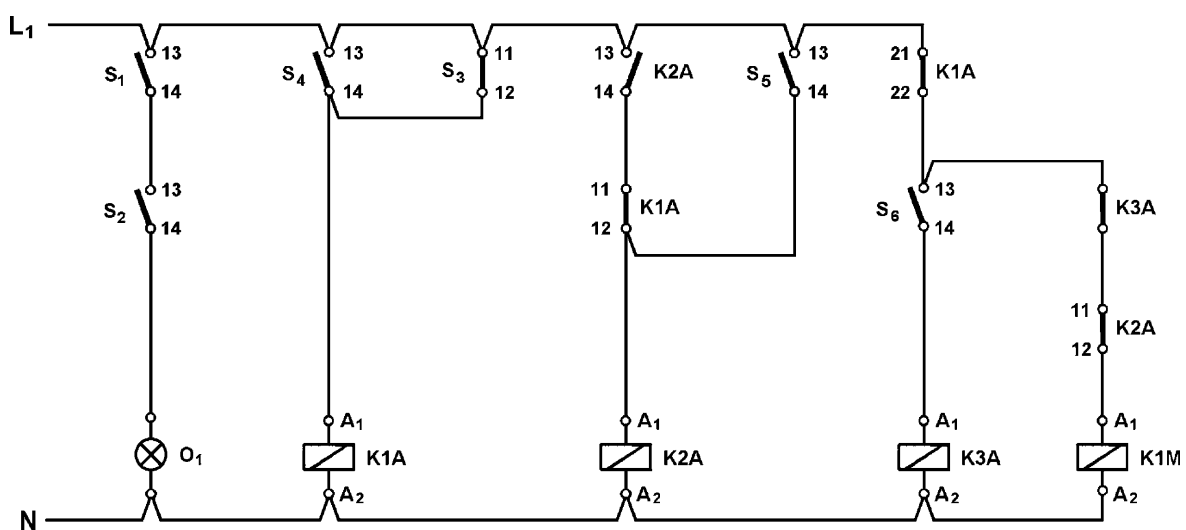 L1
13 13 11 13 13 21
S1 S4 S3 K2A S5 K1A
14 14 12 14 14 22
13 11 13
S2 K1A S6 K3A
14 12 14
11
K2A
12
A1 A1 A1 A1
O1 K1A K2A K3A K1M
A2 A2 A2 A2
N